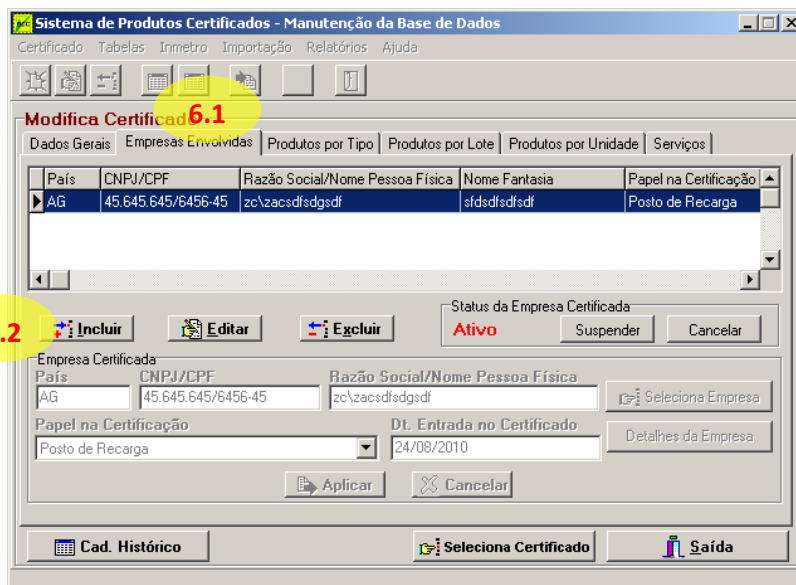 Sistema de Produtos Certificados - Manutenção da Base de Dados
Certificado Tabelas Inmetro Importação Relatórios Ajuda
6.1
Modifica Certificado
Dados Gerais Empresas Envolvidas Produtos por Tipo Produtos por Lote Produtos por Unidade Serviços
País CNPJ/CPF Razão Social/Nome Pessoa Física Nome Fantasia Papel na Certificação
AG 45.645.645/6456-45 zc\zacsdfsdgsdf sfdsdfsdfsdf Posto de Recarga
.2 Incluir Editar Excluir
Status da Empresa Certificada
Ativo Suspender Cancelar
Empresa Certificada
País CNPJ/CPF Razão Social/Nome Pessoa Física
AG 45.645.645/6456-45 zc\zacsdfsdgsdf Seleciona Empresa
Papel na Certificação Dt. Entrada no Certificado
Posto de Recarga 24/08/2010 Detalhes da Empresa
Aplicar Cancelar
Cad. Histórico Seleciona Certificado Saída